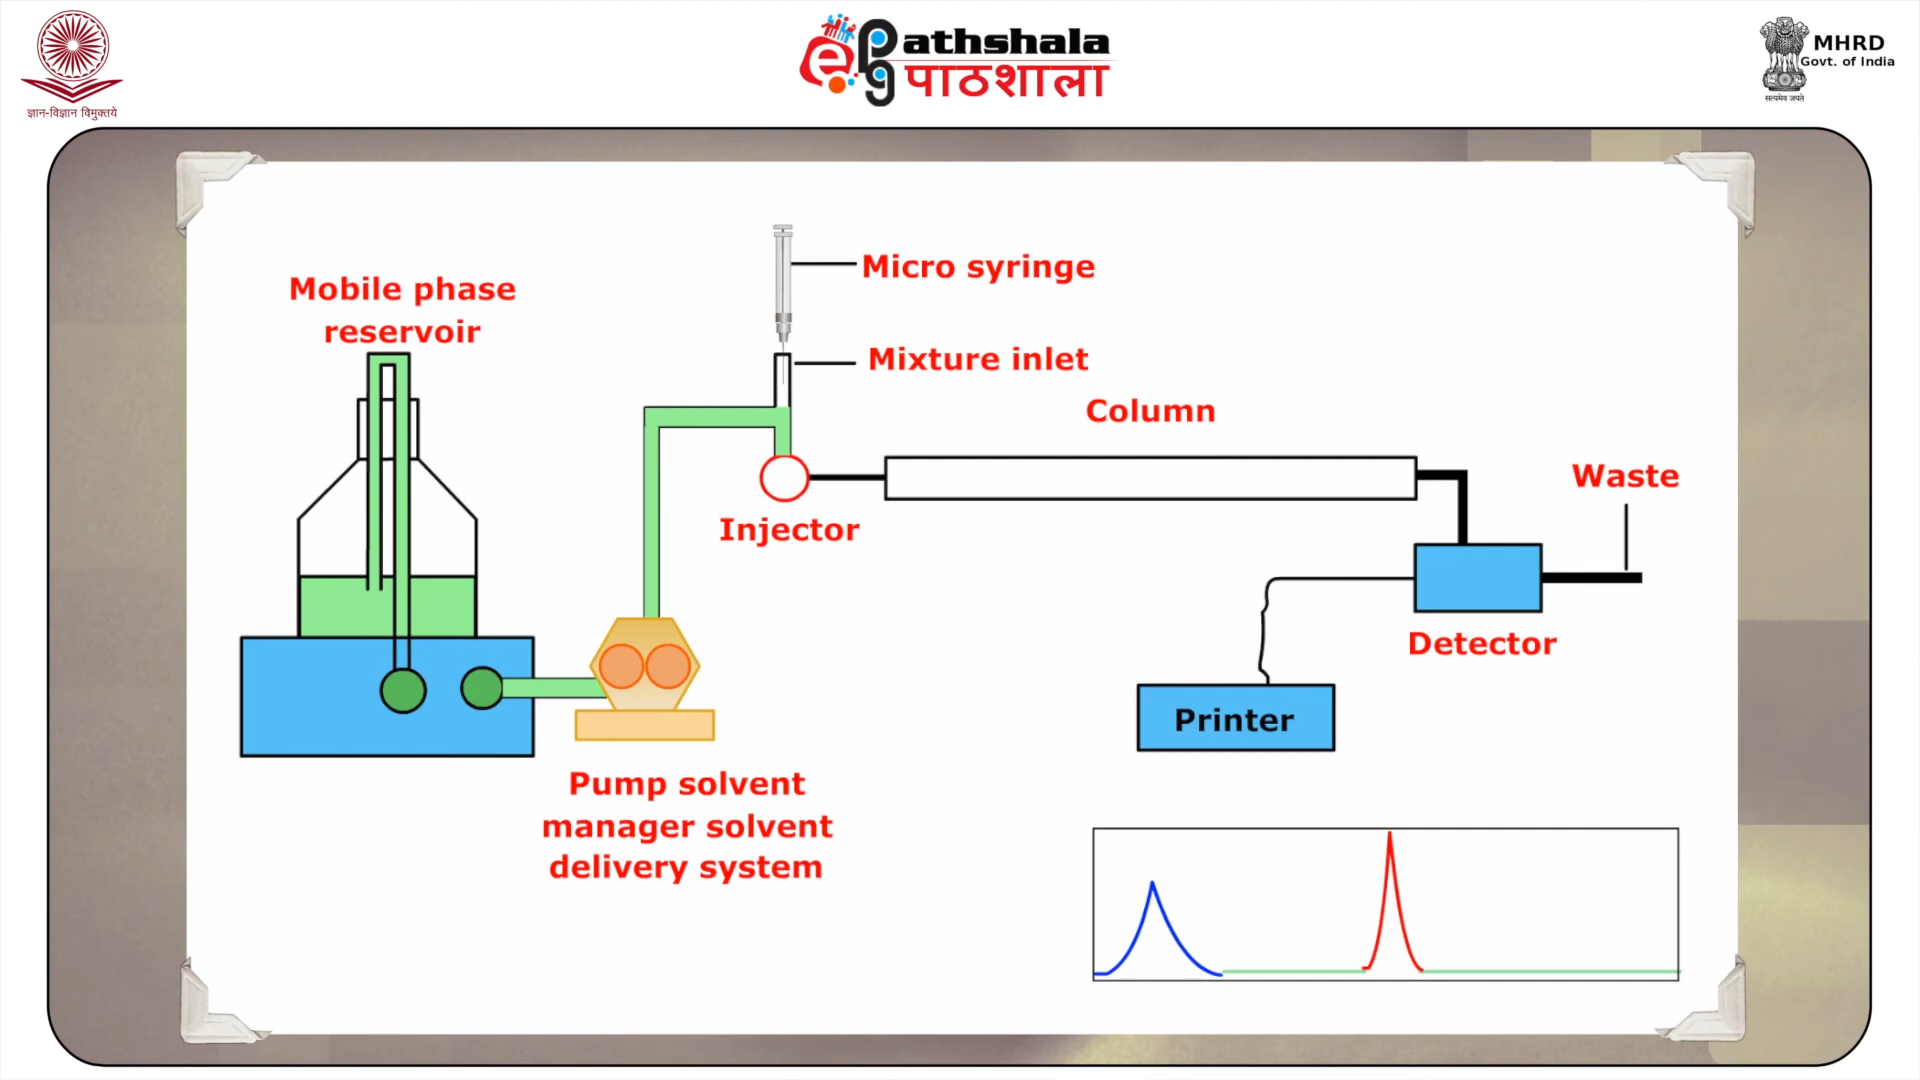 ज्ञान-विज्ञान विमुक्तये
ePg athshala
पाठशाला
MHRD
Govt. of India
सत्यमेव जयते
Micro syringe
Mobile phase
reservoir
Mixture inlet
Column
Waste
Injector
Detector
Printer
Pump solvent
manager solvent
delivery system